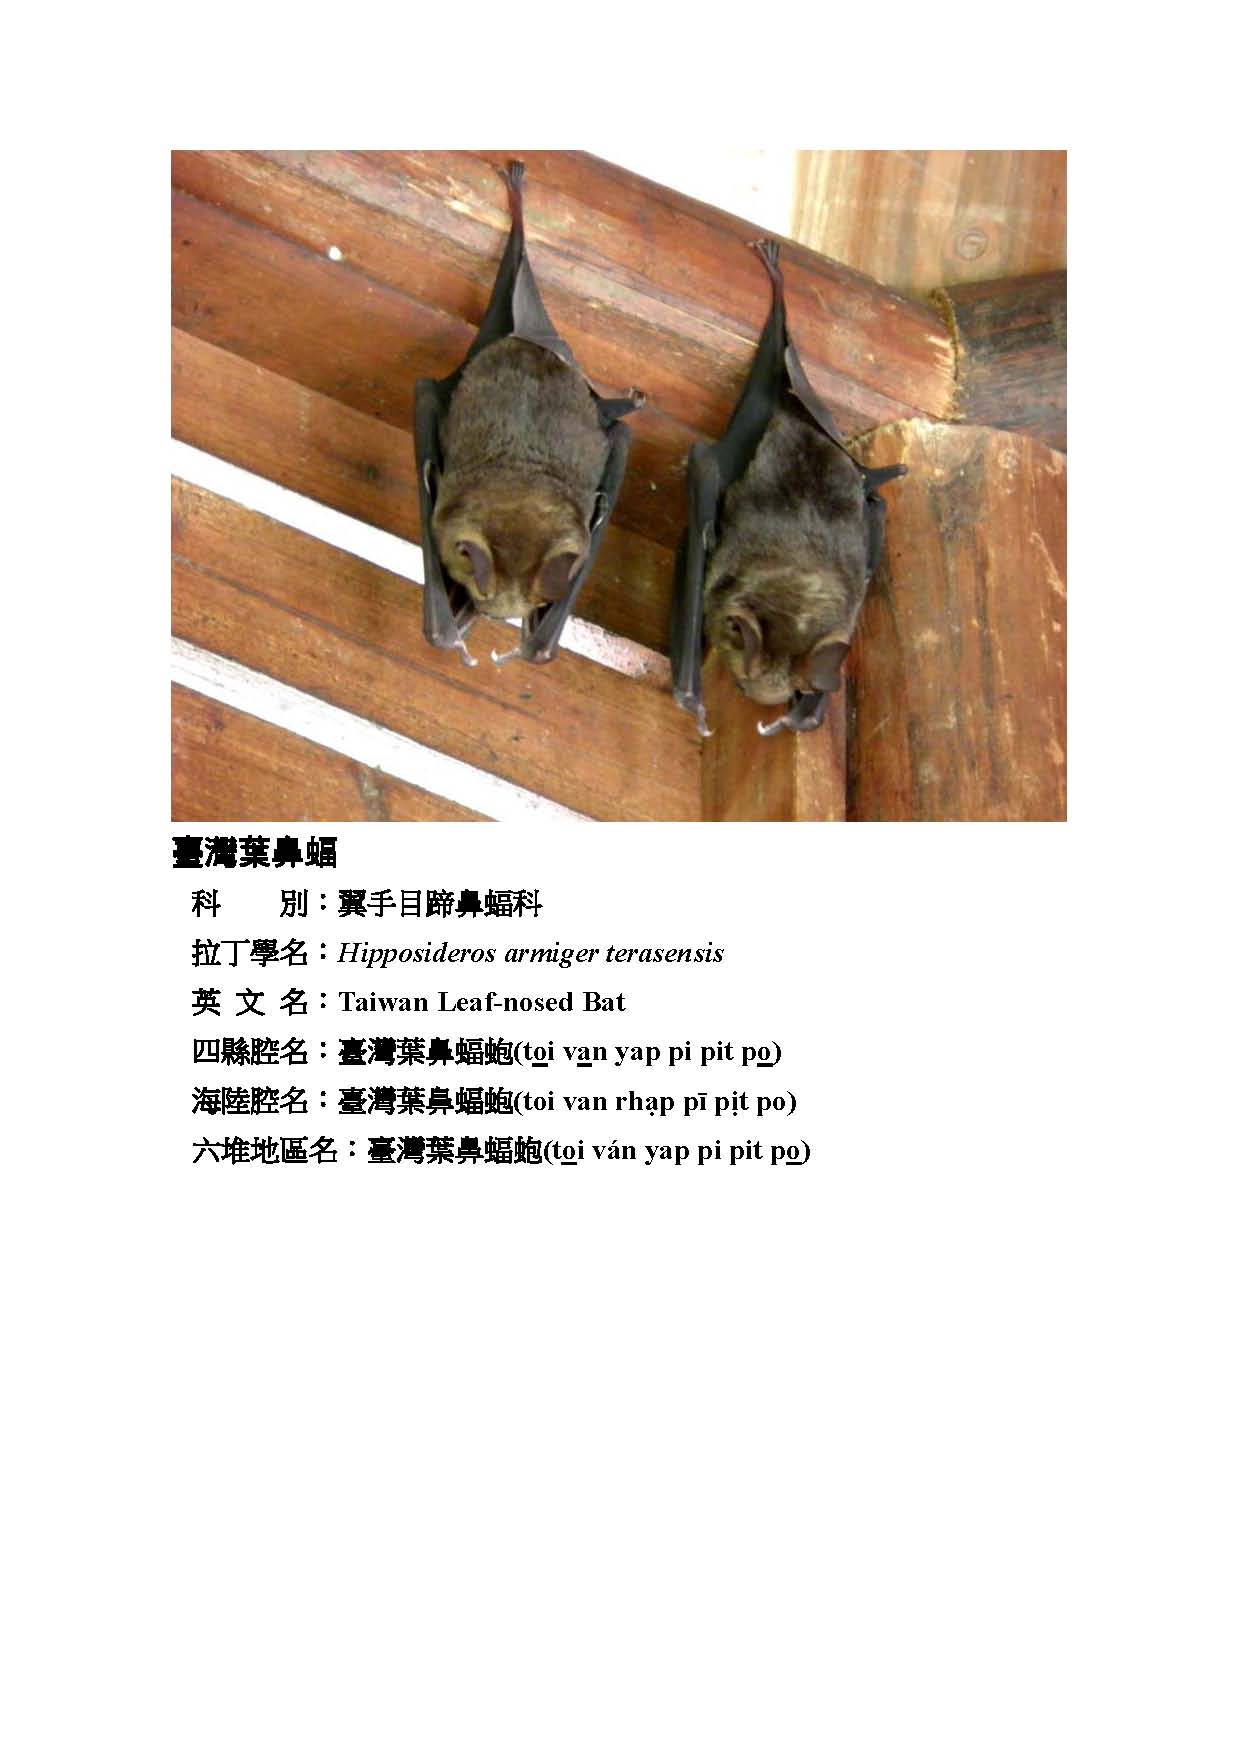 臺灣葉鼻蝠
科　　別：翼手目蹄鼻蝠科
拉丁學名：Hipposideros armiger terasensis
英 文 名：Taiwan Leaf-nosed Bat
四縣腔名：臺灣葉鼻蝠䖝(to̲i va̲n yap pi pit po̲)
海陸腔名：臺灣葉鼻蝠䖝(toi van rhạp pī pịt po)
六堆地區名：臺灣葉鼻蝠䖝(to̲i ván yap pi pit po̲)